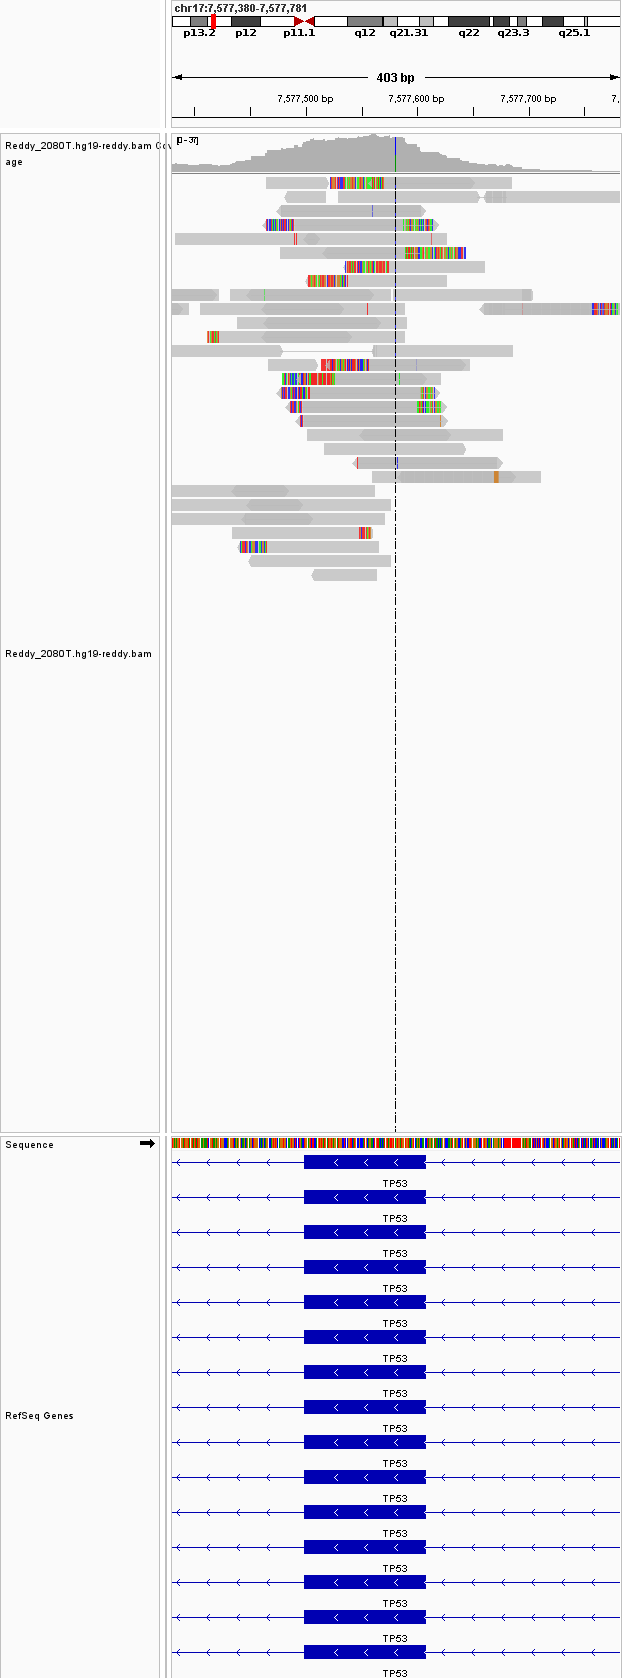 chr17:7,577,380-7,577,781
p13.2 p12 p11.1 q12 q21.31 q22 q23.3 q25.1
403 bp
7,577,500 bp 7,577,600 bp 7,577,700 bp 7,
Reddy_2080T.hg19-reddy.bam Cov
age
[0-37]
Reddy_2080T.hg19-reddy.bam
Sequence
TP53
TP53
TP53
TP53
TP53
TP53
TP53
RefSeq Genes
TP53
TP53
TP53
TP53
TP53
TP53
TP53
TP53